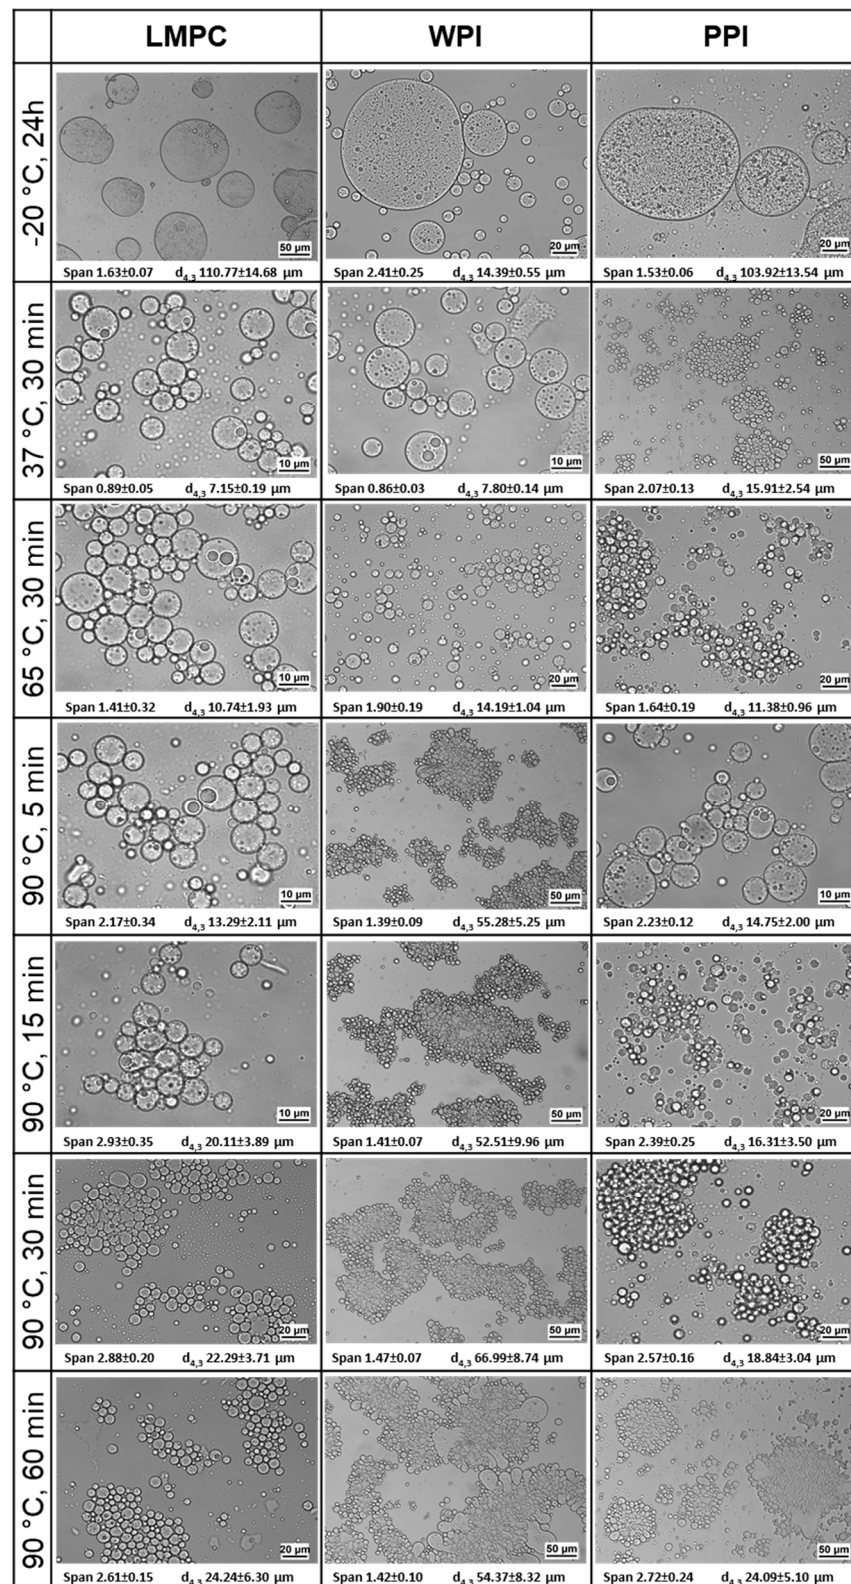 LMPC WPI PPI
-20 °C, 24h
50 µm 20 µm 20 µm
Span 1.63±0.07 d4,3 110.77±14.68 µm Span 2.41±0.25 d4,3 14.39±0.55 µm Span 1.53±0.06 d4,3 103.92±13.54 µm
37 °C, 30 min
10 µm 10 µm 50 µm
Span 0.89±0.05 d4,3 7.15±0.19 µm Span 0.86±0.03 d4,3 7.80±0.14 µm Span 2.07±0.13 d4,3 15.91±2.54 µm
65 °C, 30 min
10 µm 20 µm 20 µm
Span 1.41±0.32 d4,3 10.74±1.93 µm Span 1.90±0.19 d4,3 14.19±1.04 µm Span 1.64±0.19 d4,3 11.38±0.96 µm
90 °C, 5 min
10 µm 50 µm 10 µm
Span 2.17±0.34 d4,3 13.29±2.11 µm Span 1.39±0.09 d4,3 55.28±5.25 µm Span 2.23±0.12 d4,3 14.75±2.00 µm
90 °C, 15 min
10 µm 50 µm 20 µm
Span 2.93±0.35 d4,3 20.11±3.89 µm Span 1.41±0.07 d4,3 52.51±9.96 µm Span 2.39±0.25 d4,3 16.31±3.50 µm
90 °C, 30 min
20 µm 50 µm 20 µm
Span 2.88±0.20 d4,3 22.29±3.71 µm Span 1.47±0.07 d4,3 66.99±8.74 µm Span 2.57±0.16 d4,3 18.84±3.04 µm
90 °C, 60 min
20 µm 50 µm 50 µm
Span 2.61±0.15 d4,3 24.24±6.30 µm Span 1.42±0.10 d4,3 54.37±8.32 µm Span 2.72±0.24 d4,3 24.09±5.10 µm